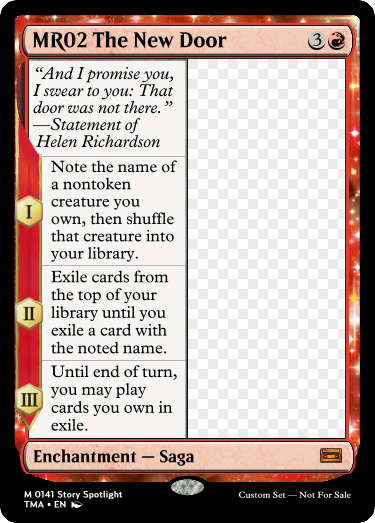 MR02 The New Door
3
"And I promise you,
I swear to you: That
door was not there."
—Statement of
Helen Richardson
I
Note the name of
a nontoken
creature you
own, then shuffle
that creature into
your library.
II
Exile cards from
the top of your
library until you
exile a card with
the noted name.
III
Until end of turn,
you may play
cards you own in
exile.
Enchantment — Saga
M 0141 Story Spotlight
TMA • EN
Custom Set — Not For Sale